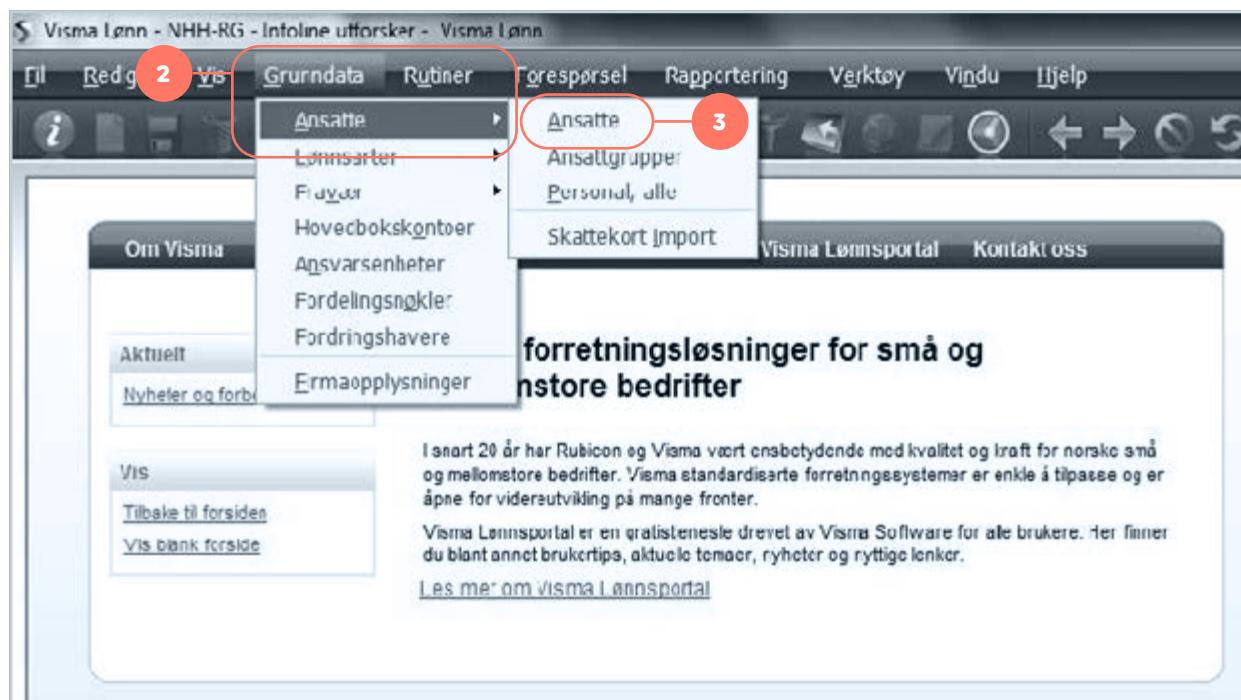 Visma Lønn - NHH-RG - Infoline utforsker - Visma Lønn
Fil Redig 2 Vis Grunndata Rutiner Forespørsel Rapportering Verktøy Vindu Hjelp
Ansatte
Lønnsarter
Fravær
Hovedbokskontoer
Ansvarsenheter
Fordelingsnøkler
Fordringshavere
Firmaopplysninger
Ansatte 3
Ansattgrupper
Personal, alle
Skattekort Import
Om Visma Visma Lønnsportal Kontakt oss
Aktuelt
Nyheter og forbe
Vis
Tilbake til forsiden
Vis blank forside
forretningsløsninger for små og
mstore bedrifter
I snart 20 år har Rubicon og Visma vært ensbetydende med kvalitet og kraft for norske små
og mellomstore bedrifter. Visma standardiserte forretningssystemer er enkle å tilpasse og er
åpne for videreutvikling på mange fronter.
Visma Lønnsportal er en gratistjeneste drevet av Visma Software for alle brukere. Her finner
du blant annet brukertips, aktuelle temaer, nyheter og nyttige lenker.
Les mer om Visma Lønnsportal